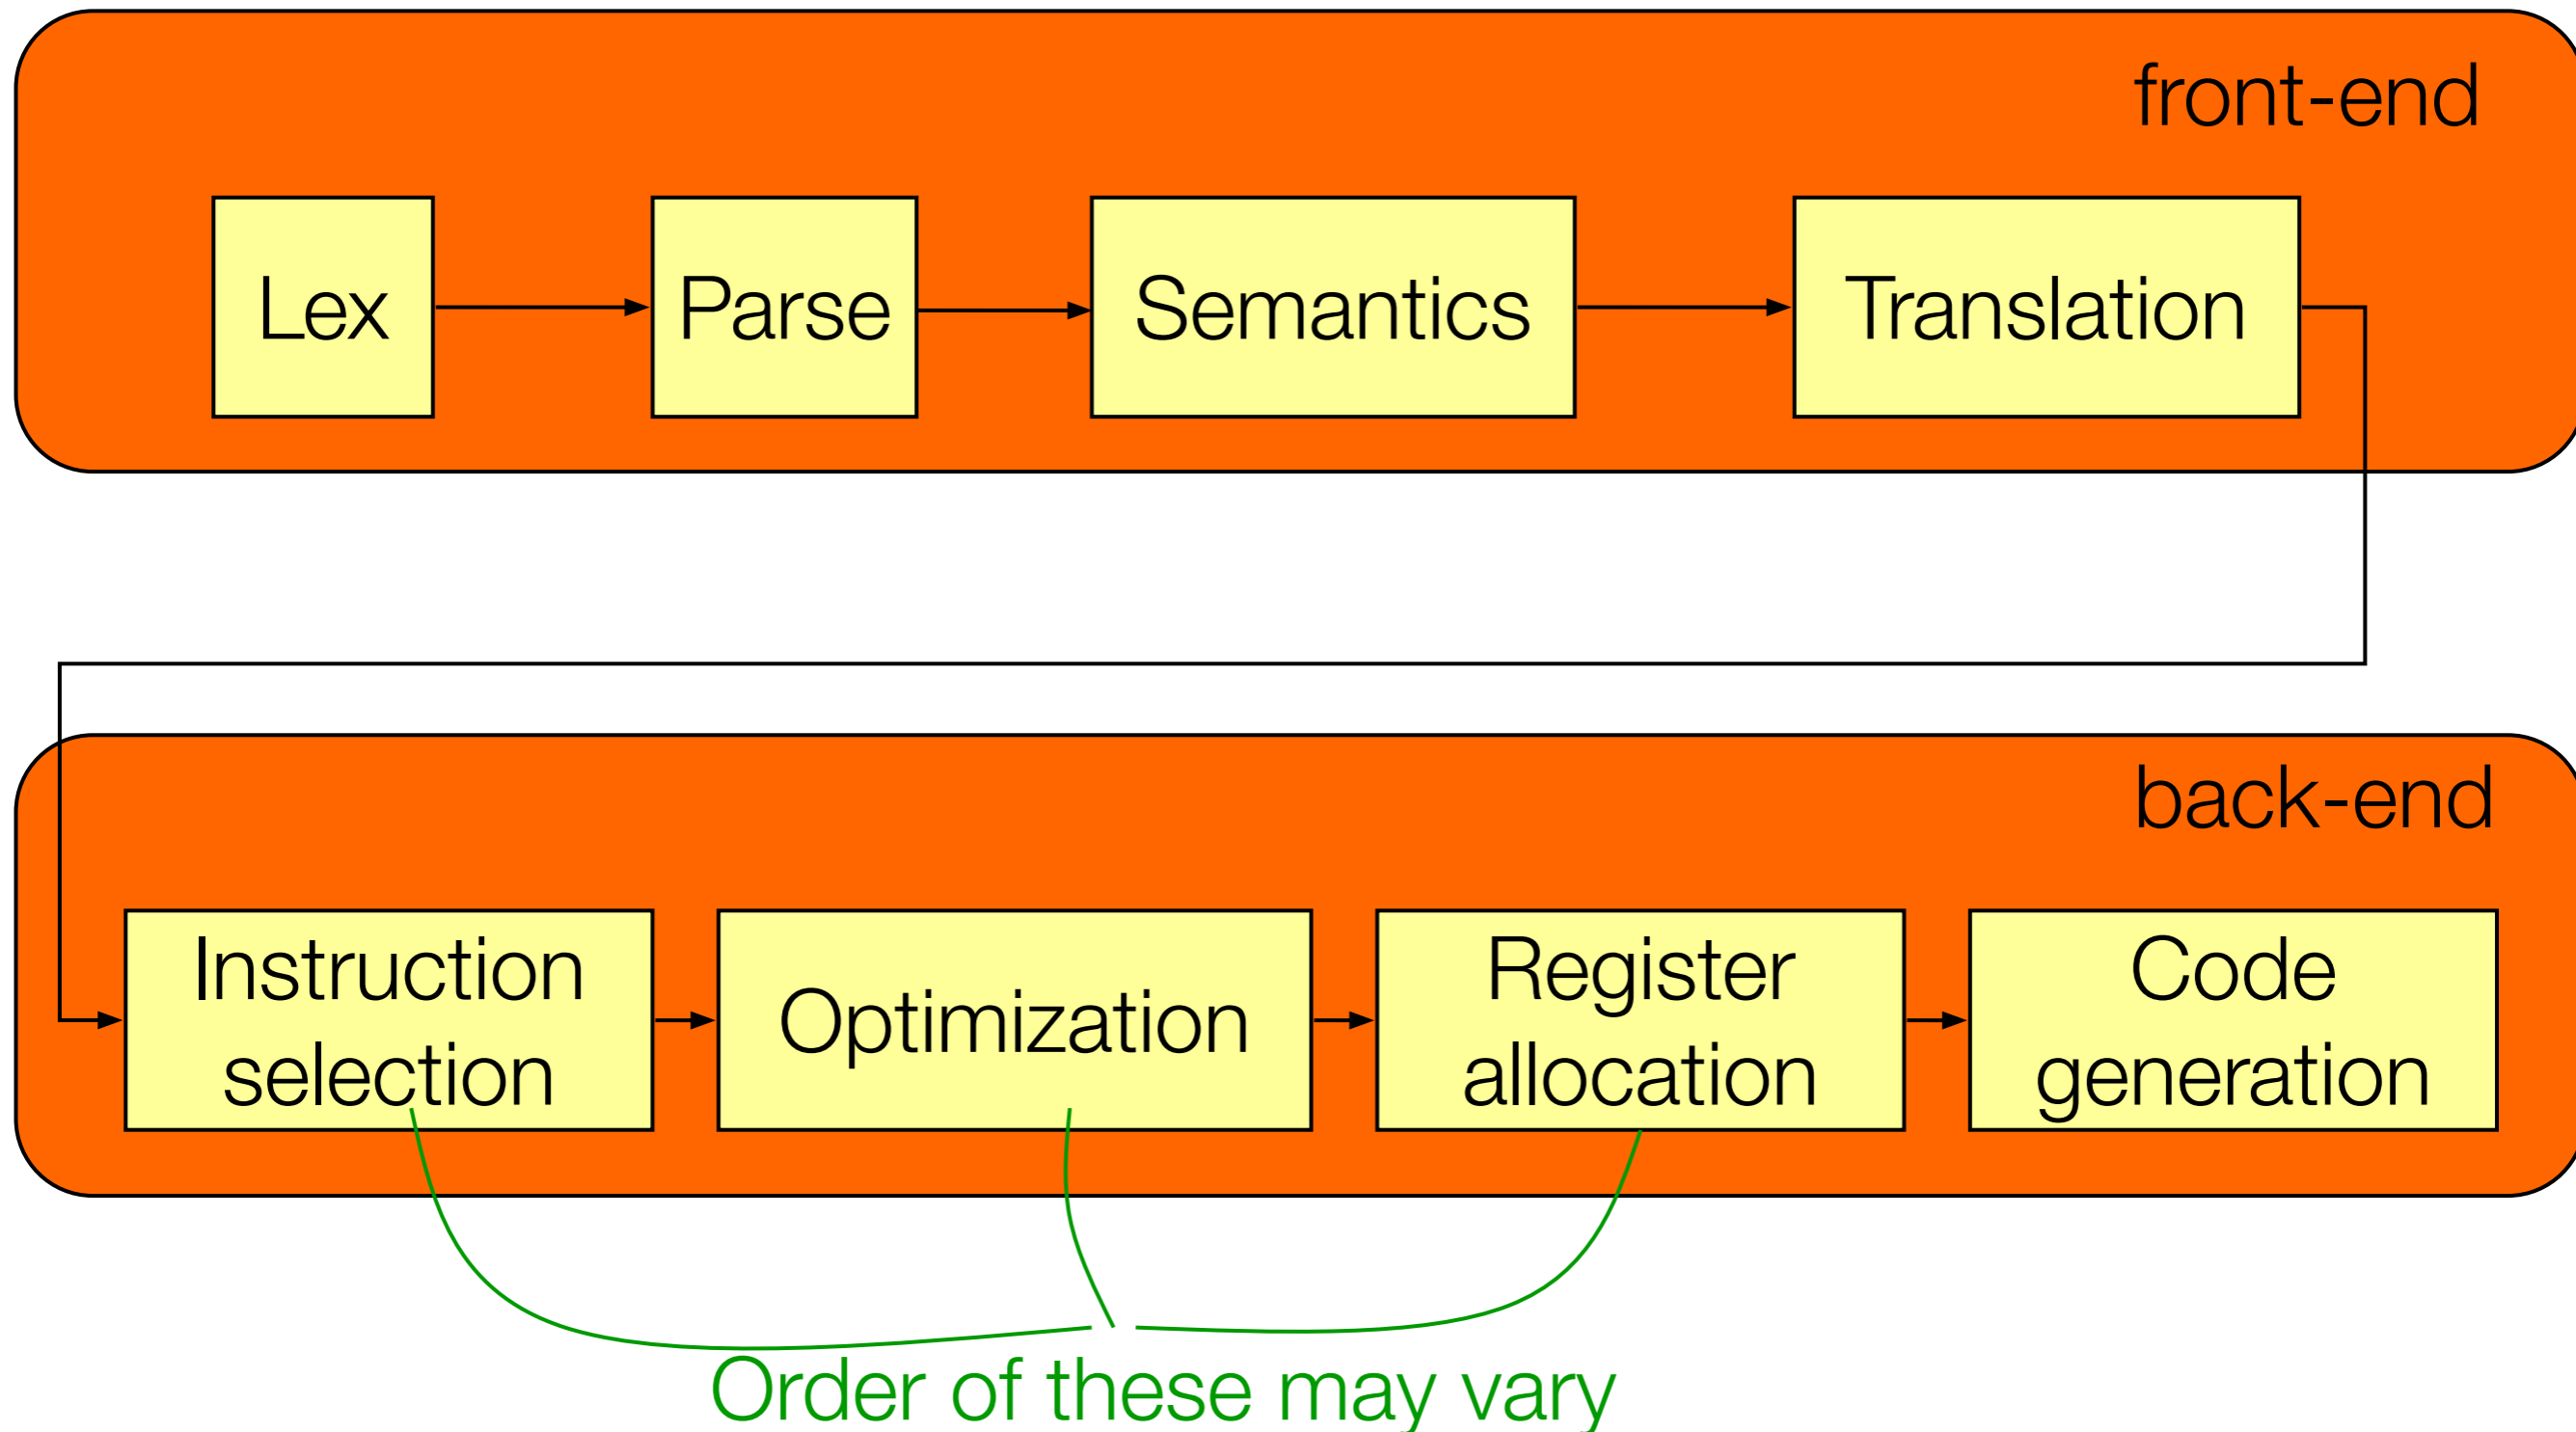 front-end
Lex
Parse
Semantics
Translation
back-end
Instruction
selection
Optimization
Register
allocation
Code
generation
Order of these may vary